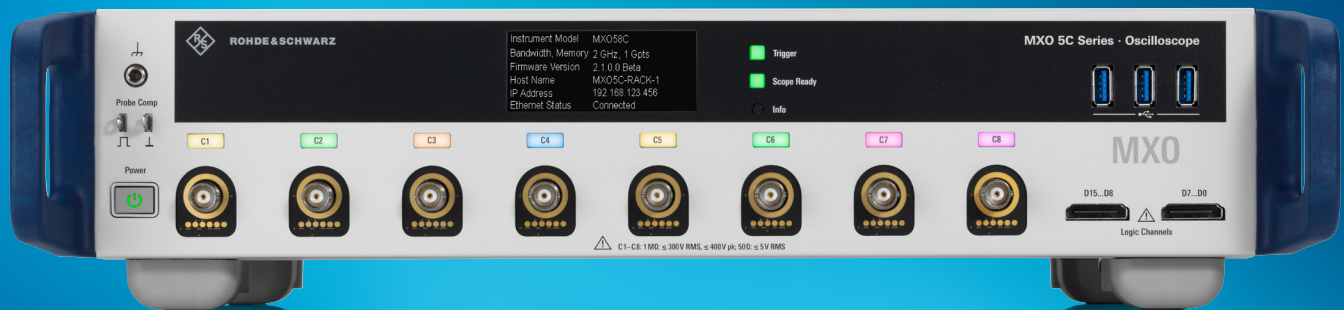 R S
ROHDE & SCHWARZ
Instrument Model MXO58C
Bandwidth, Memory 2 GHz, 1 Gpts
Firmware Version 2.1.0.0 Beta
Host Name MXO5C-RACK-1
IP Address 192.168.123.456
Ethernet Status Connected
Trigger
Scope Ready
Info
MXO 5C Series · Oscilloscope
Probe Comp
Power
C1 C2 C3 C4 C5 C6 C7 C8
MXO
D15...D8 D7...D0
Logic Channels
C1–C8: 1 MΩ: ≤ 300 V RMS, ≤ 400 V pk; 50 Ω: ≤ 5 V RMS